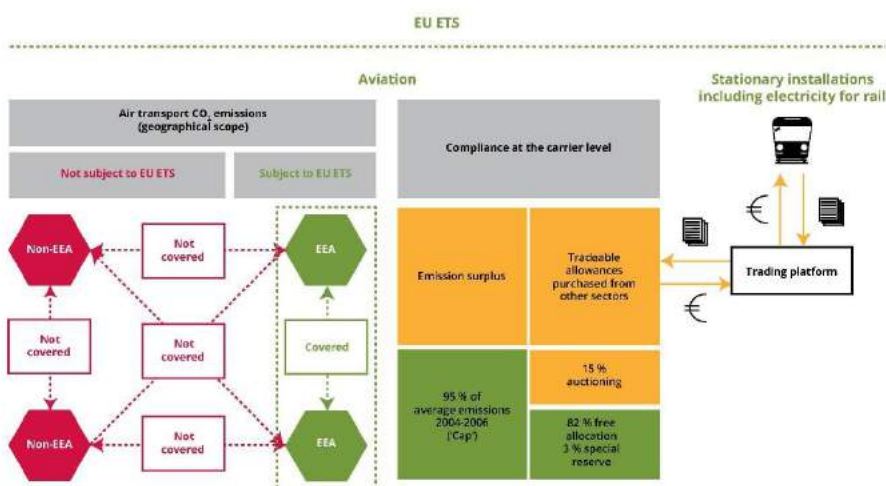 EU ETS
Aviation
Stationary installations
including electricity for rail
Air transport CO₂ emissions
(geographical scope)
Compliance at the carrier level
Not subject to EU ETS
Subject to EU ETS
Non-EEA
Not
covered
EEA
Emission surplus
Tradeable
allowances
purchased from
other sectors
€
€
Trading platform
Not
covered
Not
covered
Covered
95 % of
average emissions
2004-2006
('Cap')
15 %
auctioning
Non-EEA
Not
covered
EEA
82 % free
allocation
3 % special
reserve